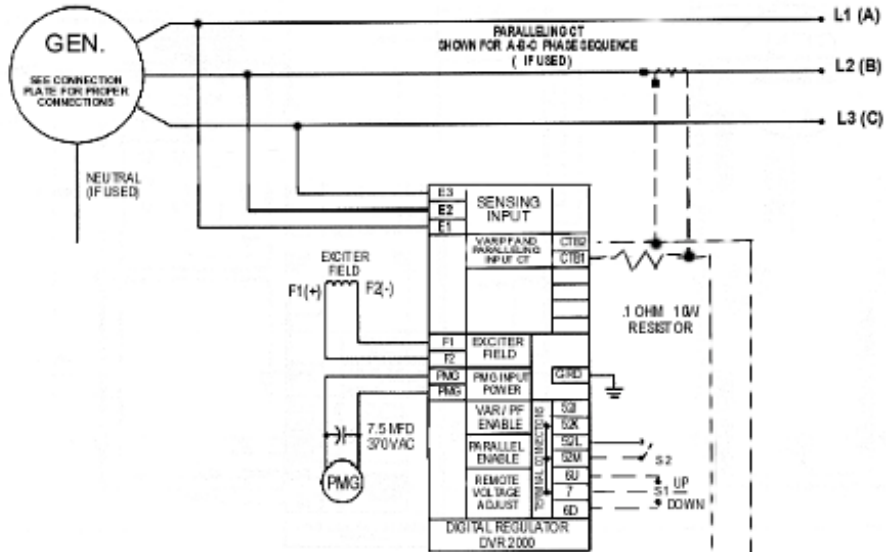 GEN.
SEE CONNECTION
PLATE FOR PROPER
CONNECTIONS
NEUTRAL
(IF USED)
PARALLELING CT
SHOWN FOR A-B-C PHASE SEQUENCE
( IF USED)
L1 (A)
L2 (B)
L3 (C)
E3
E2
E1
SENSING
INPUT
VAR/PF AND
PARALLELING
INPUT CT
CTB2
CTB1
.1 OHM 10W
RESISTOR
EXCITER
FIELD
F1(+)
F2(-)
F1
F2
EXCITER
FIELD
PMG
PMG
PMG INPUT
POWER
GRD
7.5 MFD
370VAC
PMG
VAR / PF
ENABLE
PARALLEL
ENABLE
REMOTE
VOLTAGE
ADJUST
TERMINAL CONNECTIONS
52J
52K
52L
52M
6U
7
6D
S2
UP
S1
DOWN
DIGITAL REGULATOR
DVR 2000